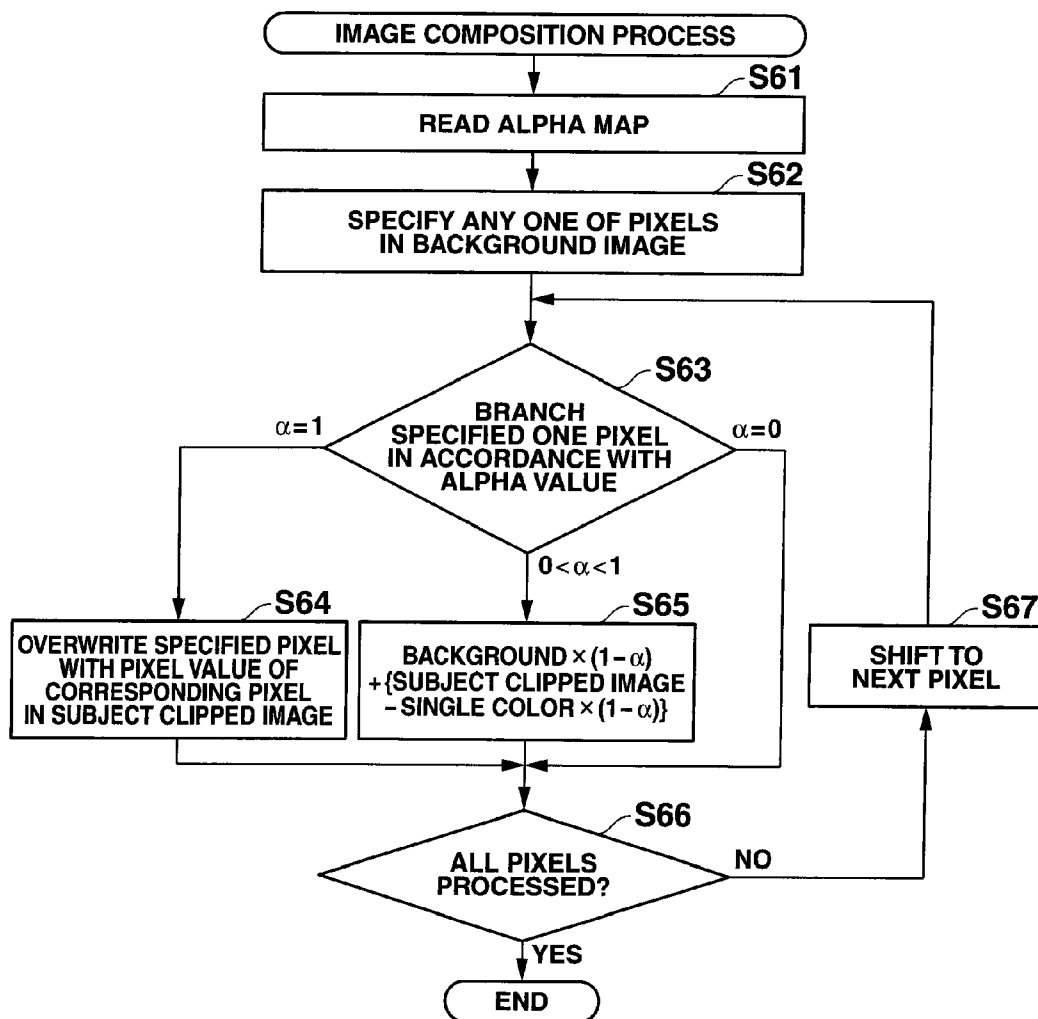 IMAGE COMPOSITION PROCESS
S61
READ ALPHA MAP
S62
SPECIFY ANY ONE OF PIXELS
IN BACKGROUND IMAGE
S63
BRANCH
SPECIFIED ONE PIXEL
IN ACCORDANCE WITH
ALPHA VALUE
α=1
α=0
0<α<1
S64
OVERWRITE SPECIFIED PIXEL
WITH PIXEL VALUE OF
CORRESPONDING PIXEL
IN SUBJECT CLIPPED IMAGE
S65
BACKGROUND×(1-α)
+{SUBJECT CLIPPED IMAGE
-SINGLE COLOR×(1-α)}
S67
SHIFT TO
NEXT PIXEL
S66
ALL PIXELS
PROCESSED?
NO
YES
END